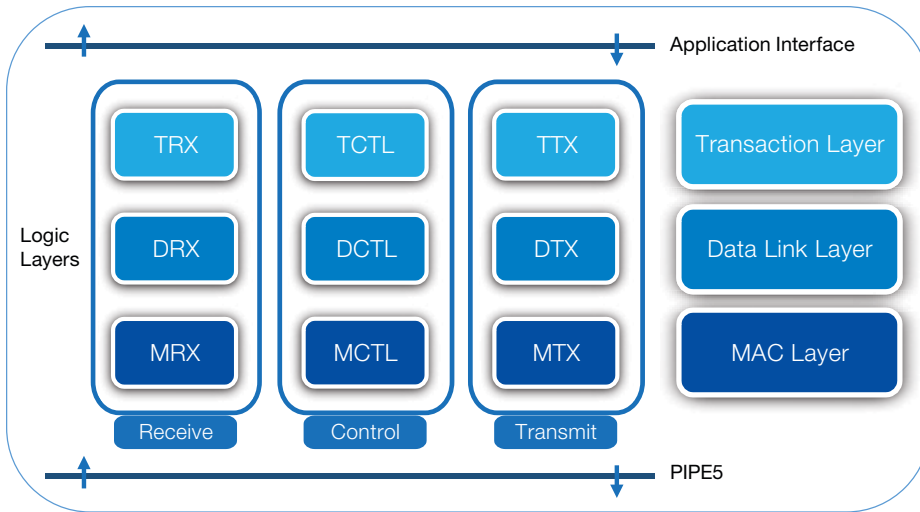 Application Interface
TRX
TCTL
TTX
Transaction Layer
Logic
Layers
DRX
DCTL
DTX
Data Link Layer
MRX
MCTL
MTX
MAC Layer
Receive
Control
Transmit
PIPE5